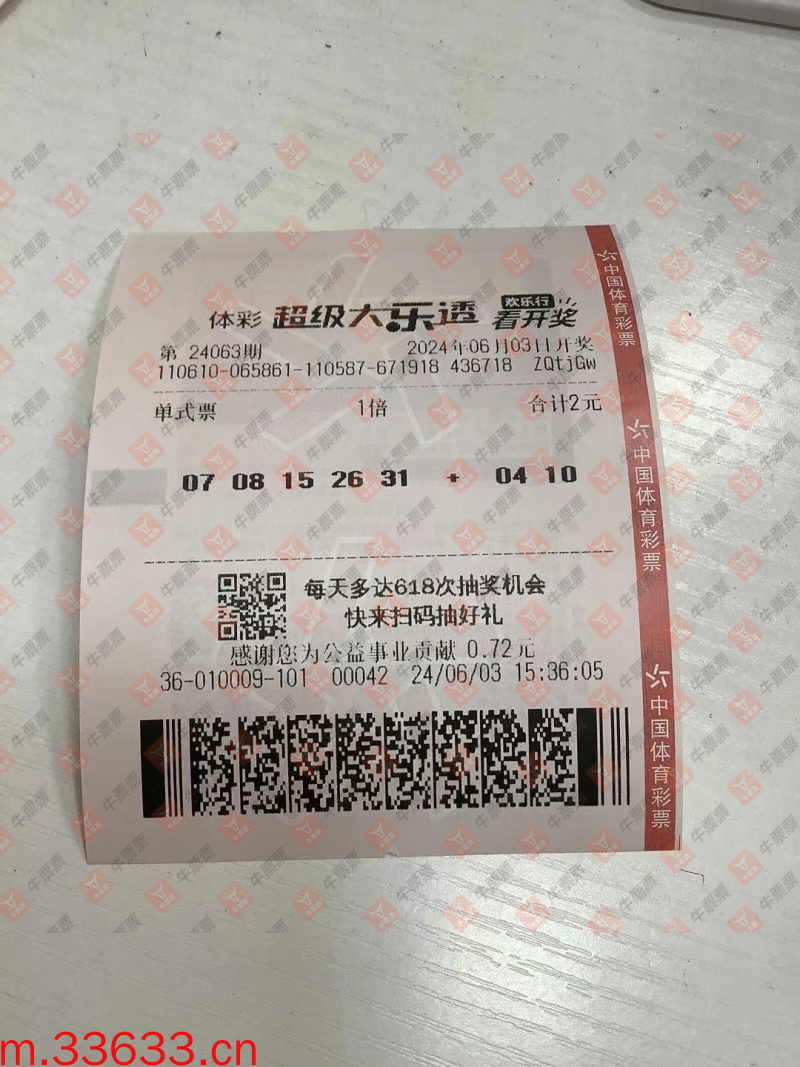 体彩 超级大乐透 欢乐行 看开奖
第 24063期 2024年06月03日开奖
110610-065861-110587-671918 436718 ZQtjGw
单式票 1倍 合计2元
07 08 15 26 31 + 04 10
每天多达618次抽奖机会
快来扫码抽好礼
感谢您为公益事业贡献 0.72元
36-010009-101 00042 24/06/03 15:36:05
中国体育彩票
中国体育彩票
中国体育彩票
牛票票
m.33633.cn